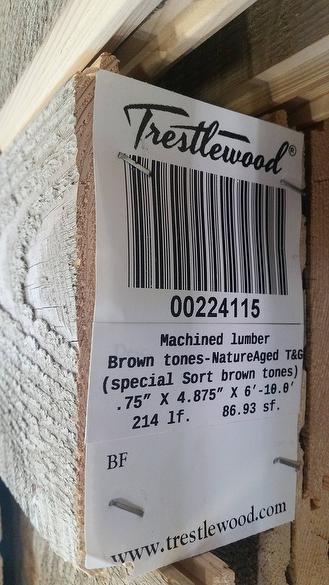 Trestlewood®
00224115
Machined lumber
Brown tones-NatureAged T&G
(special Sort brown tones)
.75" X 4.875" X 6'-10.0'
214 lf. 86.93 sf.
BF
www.trestlewood.com